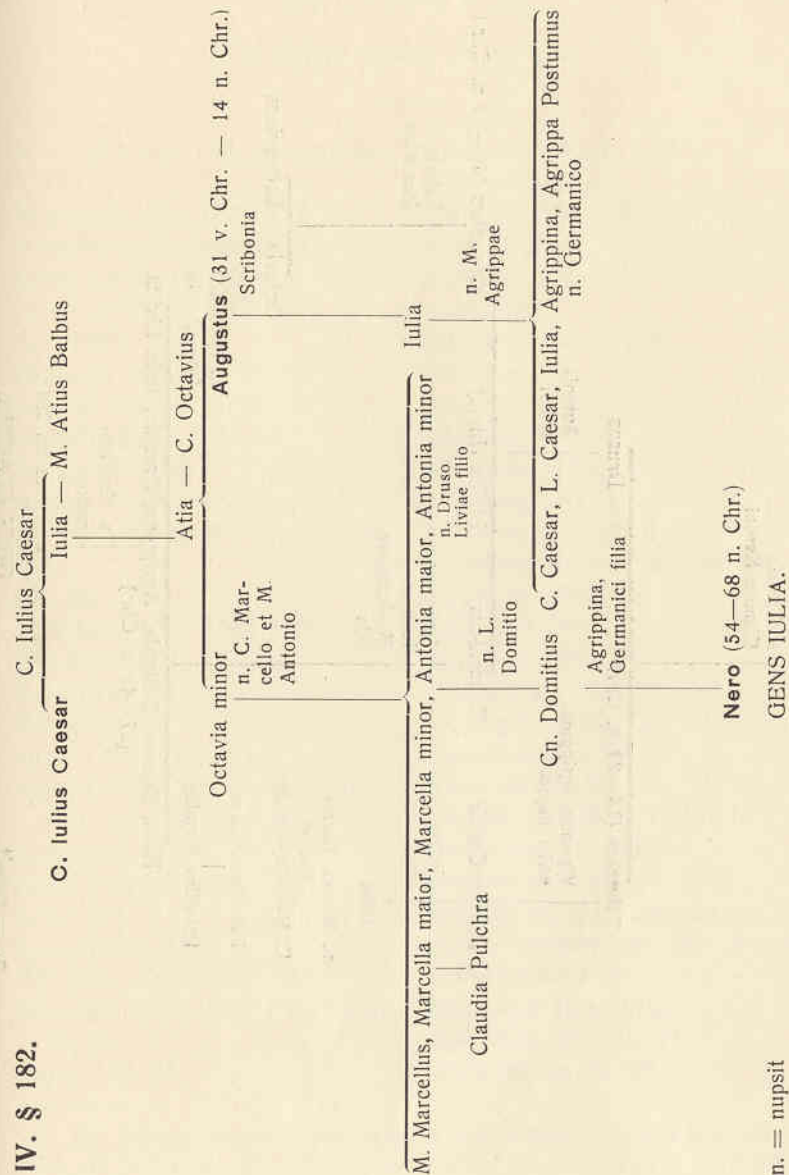 IV. § 182.
C. Iulius Caesar
C. Iulius Caesar
Iulia — M. Atius Balbus
Atia — C. Octavius
Octavia minor
n. C. Mar-
cello et M.
Antonio
Augustus (31 v. Chr. — 14 n. Chr.)
Scribonia
M. Marcellus, Marcella maior, Marcella minor, Antonia maior, Antonia minor
n. Druso
Liviae filio
Iulia
Claudia Pulchra
n. L.
Domitio
n. M.
Agrippae
Cn. Domitius
C. Caesar, L. Caesar, Iulia, Agrippina, Agrippa Postumus
n. Germanico
Agrippina,
Germanici filia
Nero (54—68 n. Chr.)
n. = nupsit
GENS IULIA.